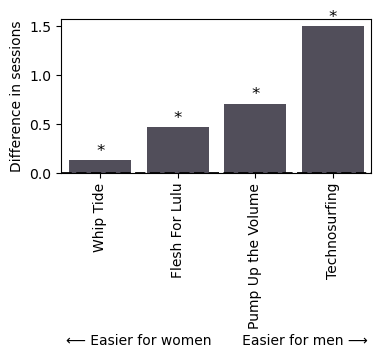 Difference in sessions
1.5
1.0
0.5
0.0
*
*
*
*
Whip Tide
Flesh For Lulu
Pump Up the Volume
Technosurfing
⟵ Easier for women
Easier for men ⟶